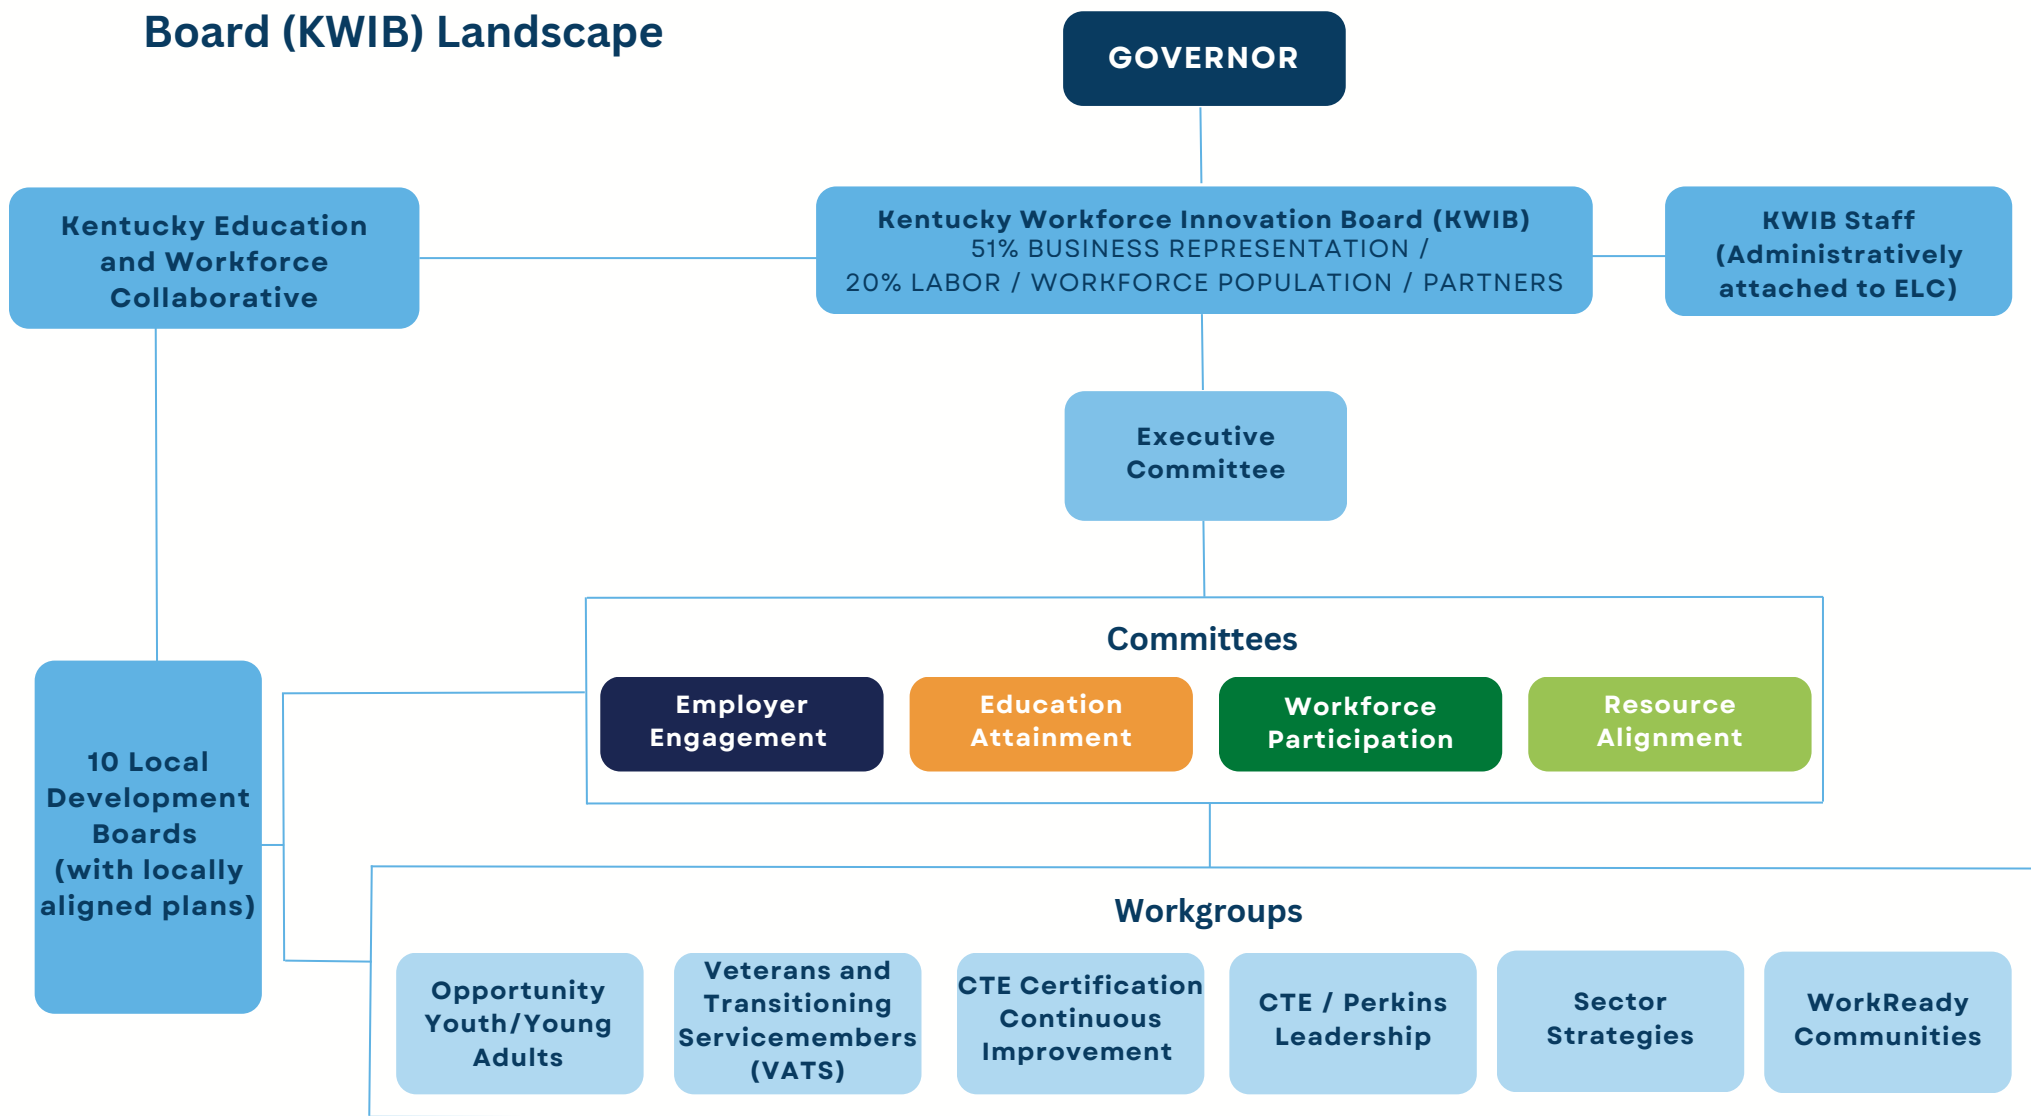 Board (KWIB) Landscape
GOVERNOR
Kentucky Education
and Workforce
Collaborative
Kentucky Workforce Innovation Board (KWIB)
51% BUSINESS REPRESENTATION /
20% LABOR / WORKFORCE POPULATION / PARTNERS
KWIB Staff
(Administratively
attached to ELC)
Executive
Committee
Committees
Employer
Engagement
Education
Attainment
Workforce
Participation
Resource
Alignment
10 Local
Development
Boards
(with locally
aligned plans)
Workgroups
Opportunity
Youth/Young
Adults
Veterans and
Transitioning
Servicemembers
(VATS)
CTE Certification
Continuous
Improvement
CTE / Perkins
Leadership
Sector
Strategies
WorkReady
Communities